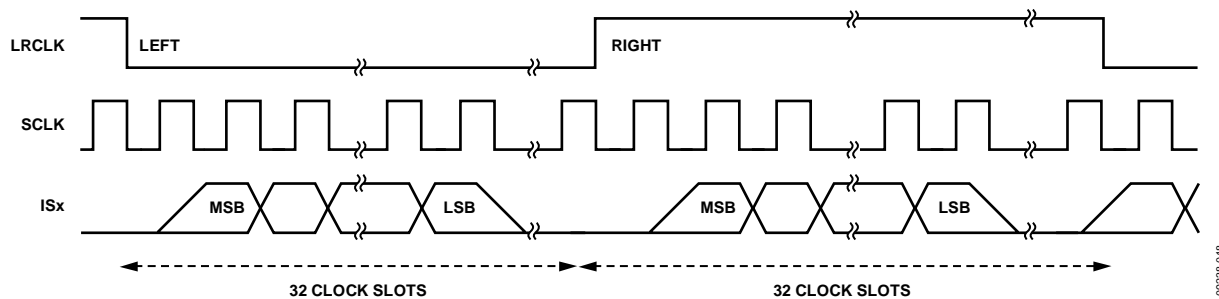 LRCLK
LEFT
RIGHT
SCLK
ISx
MSB
LSB
MSB
LSB
32 CLOCK SLOTS
32 CLOCK SLOTS